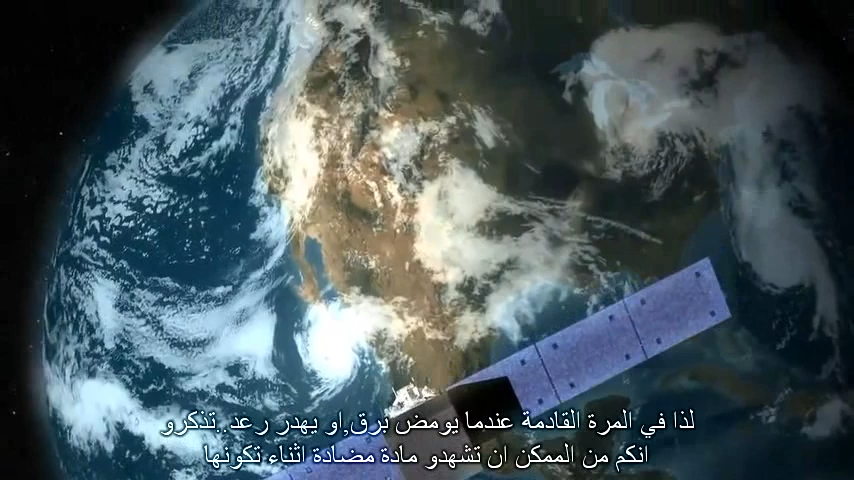 لذا في المرة القادمة عندما يومض برق,او يهدر رعد, تذكرو
انكم من الممكن ان تشهدو مادة مضادة اثناء تكونها